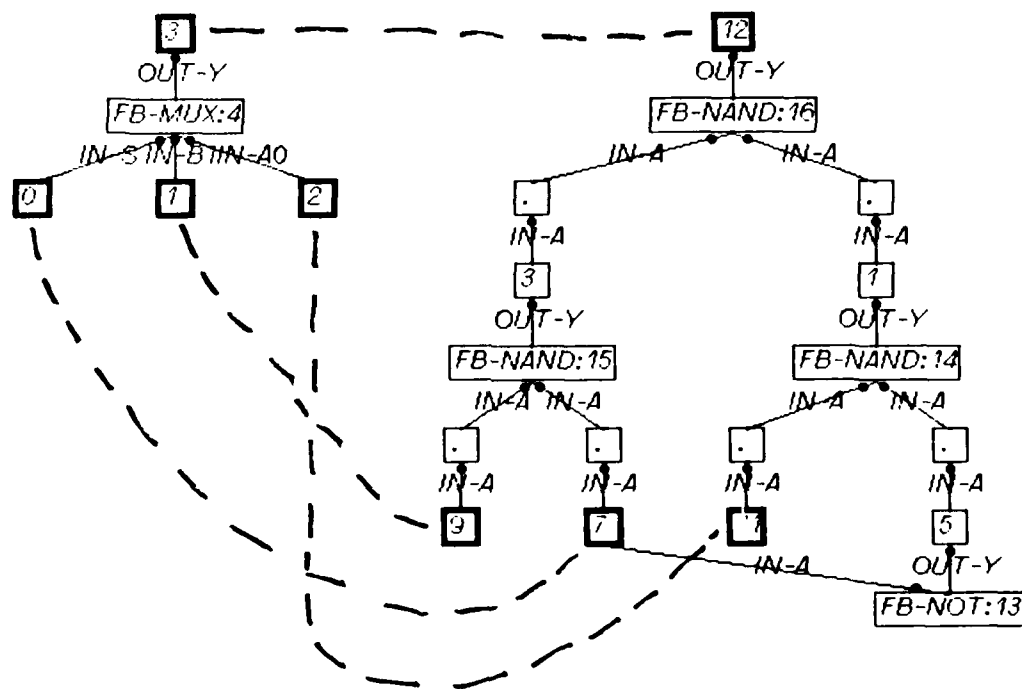 3 12
OUT-Y OUT-Y
FB-MUX:4 FB-NAND:16
IN-S IN-B1 IN-A0 IN-A IN-A
0 1 2 . .
IN-A IN-A
3 1
OUT-Y OUT-Y
FB-NAND:15 FB-NAND:14
IN-A IN-A IN-A IN-A
. . . .
IN-A IN-A IN-A IN-A
9 7 11 5
IN-A OUT-Y
FB-NOT:13